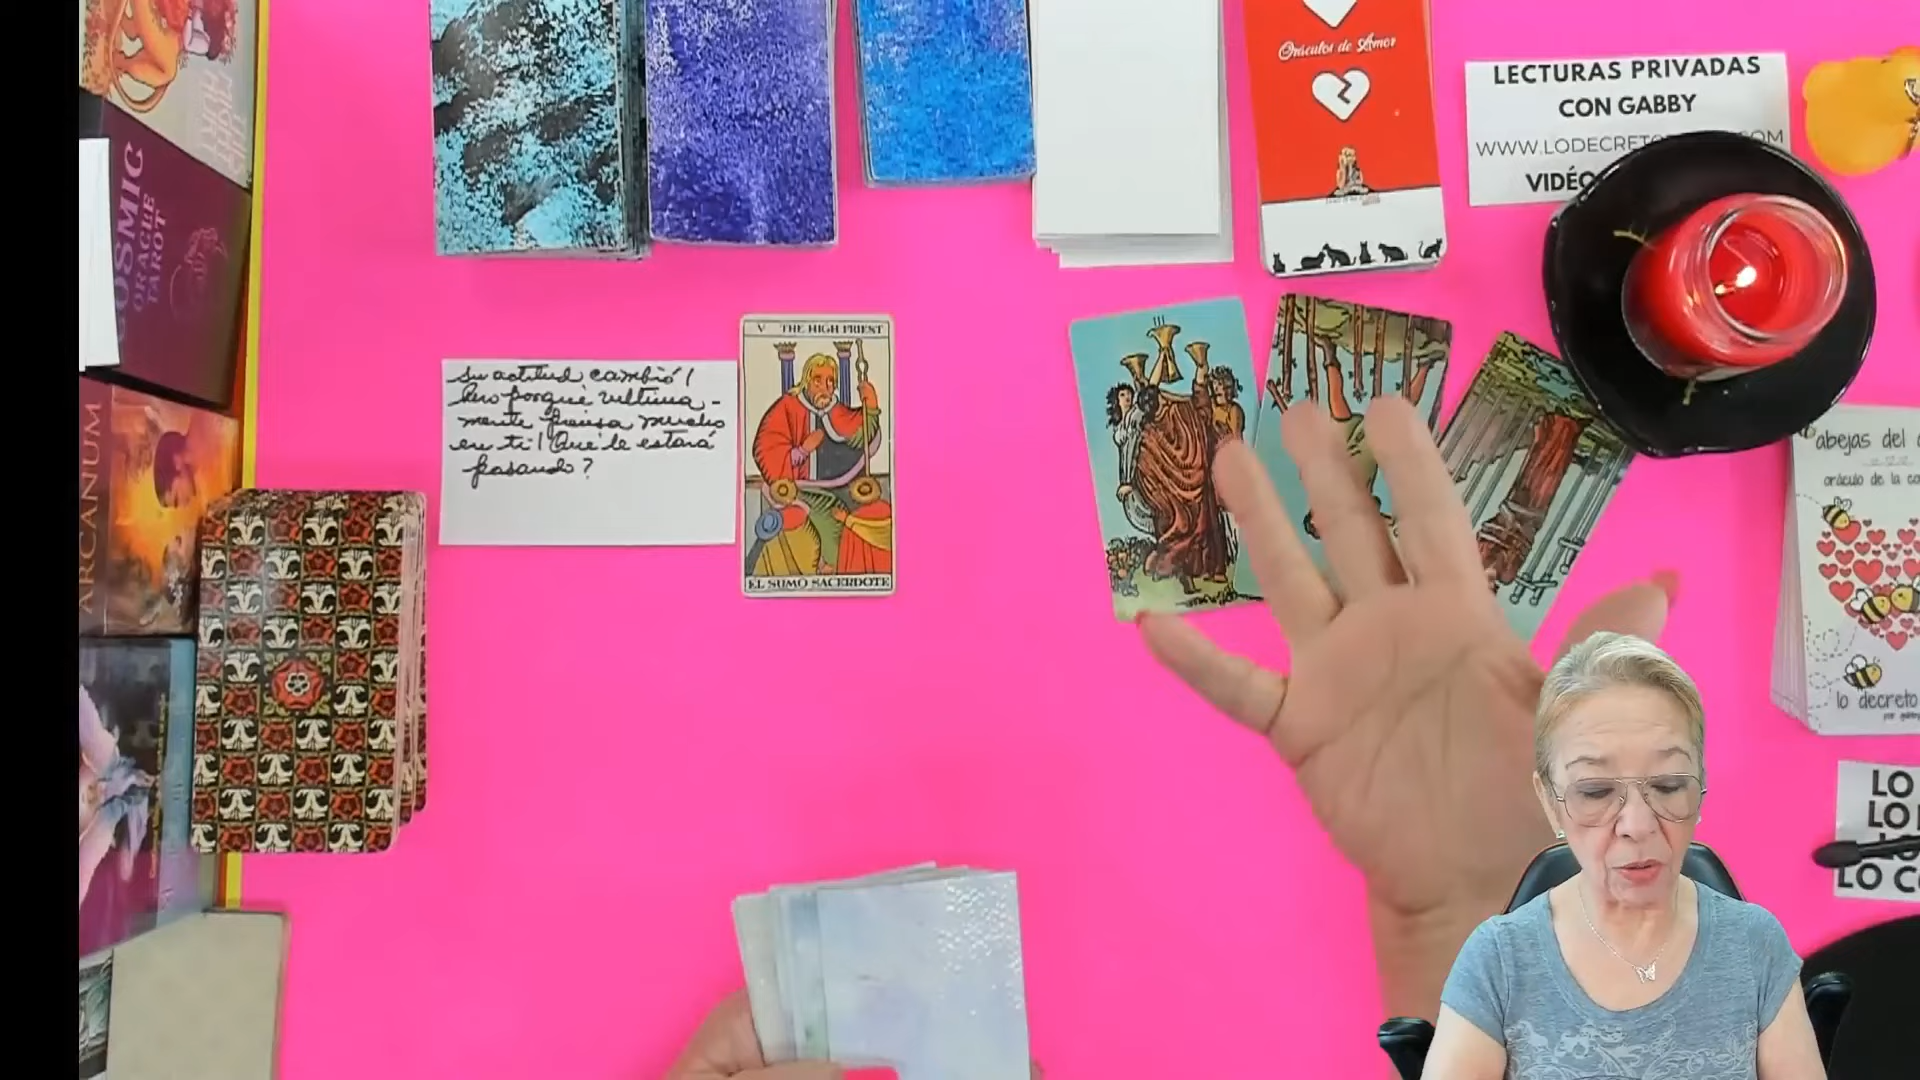 Oráculos de Amor
LECTURAS PRIVADAS
CON GABBY
COSMIC
ORACLE
TAROT
V THE HIGH PRIEST
III
su actitud cambió!
Pero porqué ultima-
mente piensa mucho
en ti! Qué le estará
pasando?
EL SUMO SACERDOTE
ARCANUM
abejas del
oráculo de la
lo decreto
LO
LO
LO